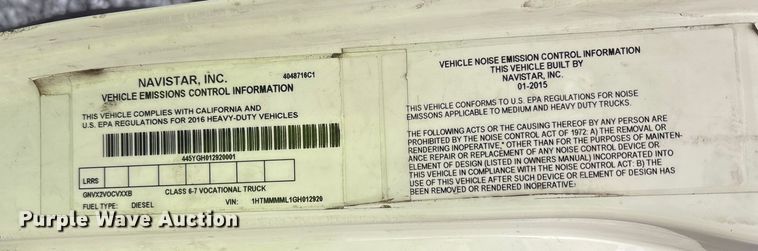 NAVISTAR, INC.
4048716C1
VEHICLE EMISSIONS CONTROL INFORMATION
THIS VEHICLE COMPLIES WITH CALIFORNIA AND
U.S. EPA REGULATIONS FOR 2016 HEAVY-DUTY VEHICLES
445YGH012920001
LRRS
GNVX2VOCVXXB
CLASS 6-7 VOCATIONAL TRUCK
FUEL TYPE: DIESEL
VIN: 1HTMMMML1GH012920
VEHICLE NOISE EMISSION CONTROL INFORMATION
THIS VEHICLE BUILT BY
NAVISTAR, INC.
01-2015
THIS VEHICLE CONFORMS TO U.S. EPA REGULATIONS FOR NOISE
EMISSONS APPLICABLE TO MEDIUM AND HEAVY DUTY TRUCKS.
THE FOLLOWING ACTS OR THE CAUSING THEREOF BY ANY PERSON ARE
PROHIBITED BY THE NOISE CONTROL ACT OF 1972: A) THE REMOVAL OR
RENDERING INOPERATIVE," OTHER THAN FOR THE PURPOSES OF MAINTEN-
ANCE REPAIR OR REPLACEMENT OF ANY NOISE CONTROL DEVICE OR
ELEMENT OF DESIGN (LISTED IN OWNERS MANUAL) INCORPORATED INTO
THIS VEHICLE IN COMPLIANCE WITH THE NOISE CONTROL ACT: B) THE
USE OF THIS VEHICLE AFTER SUCH DEVICE OR ELEMENT OF DESIGN HAS
BEEN REMOVED OR RENDERED INOPERATIVE.
Purple Wave Auction